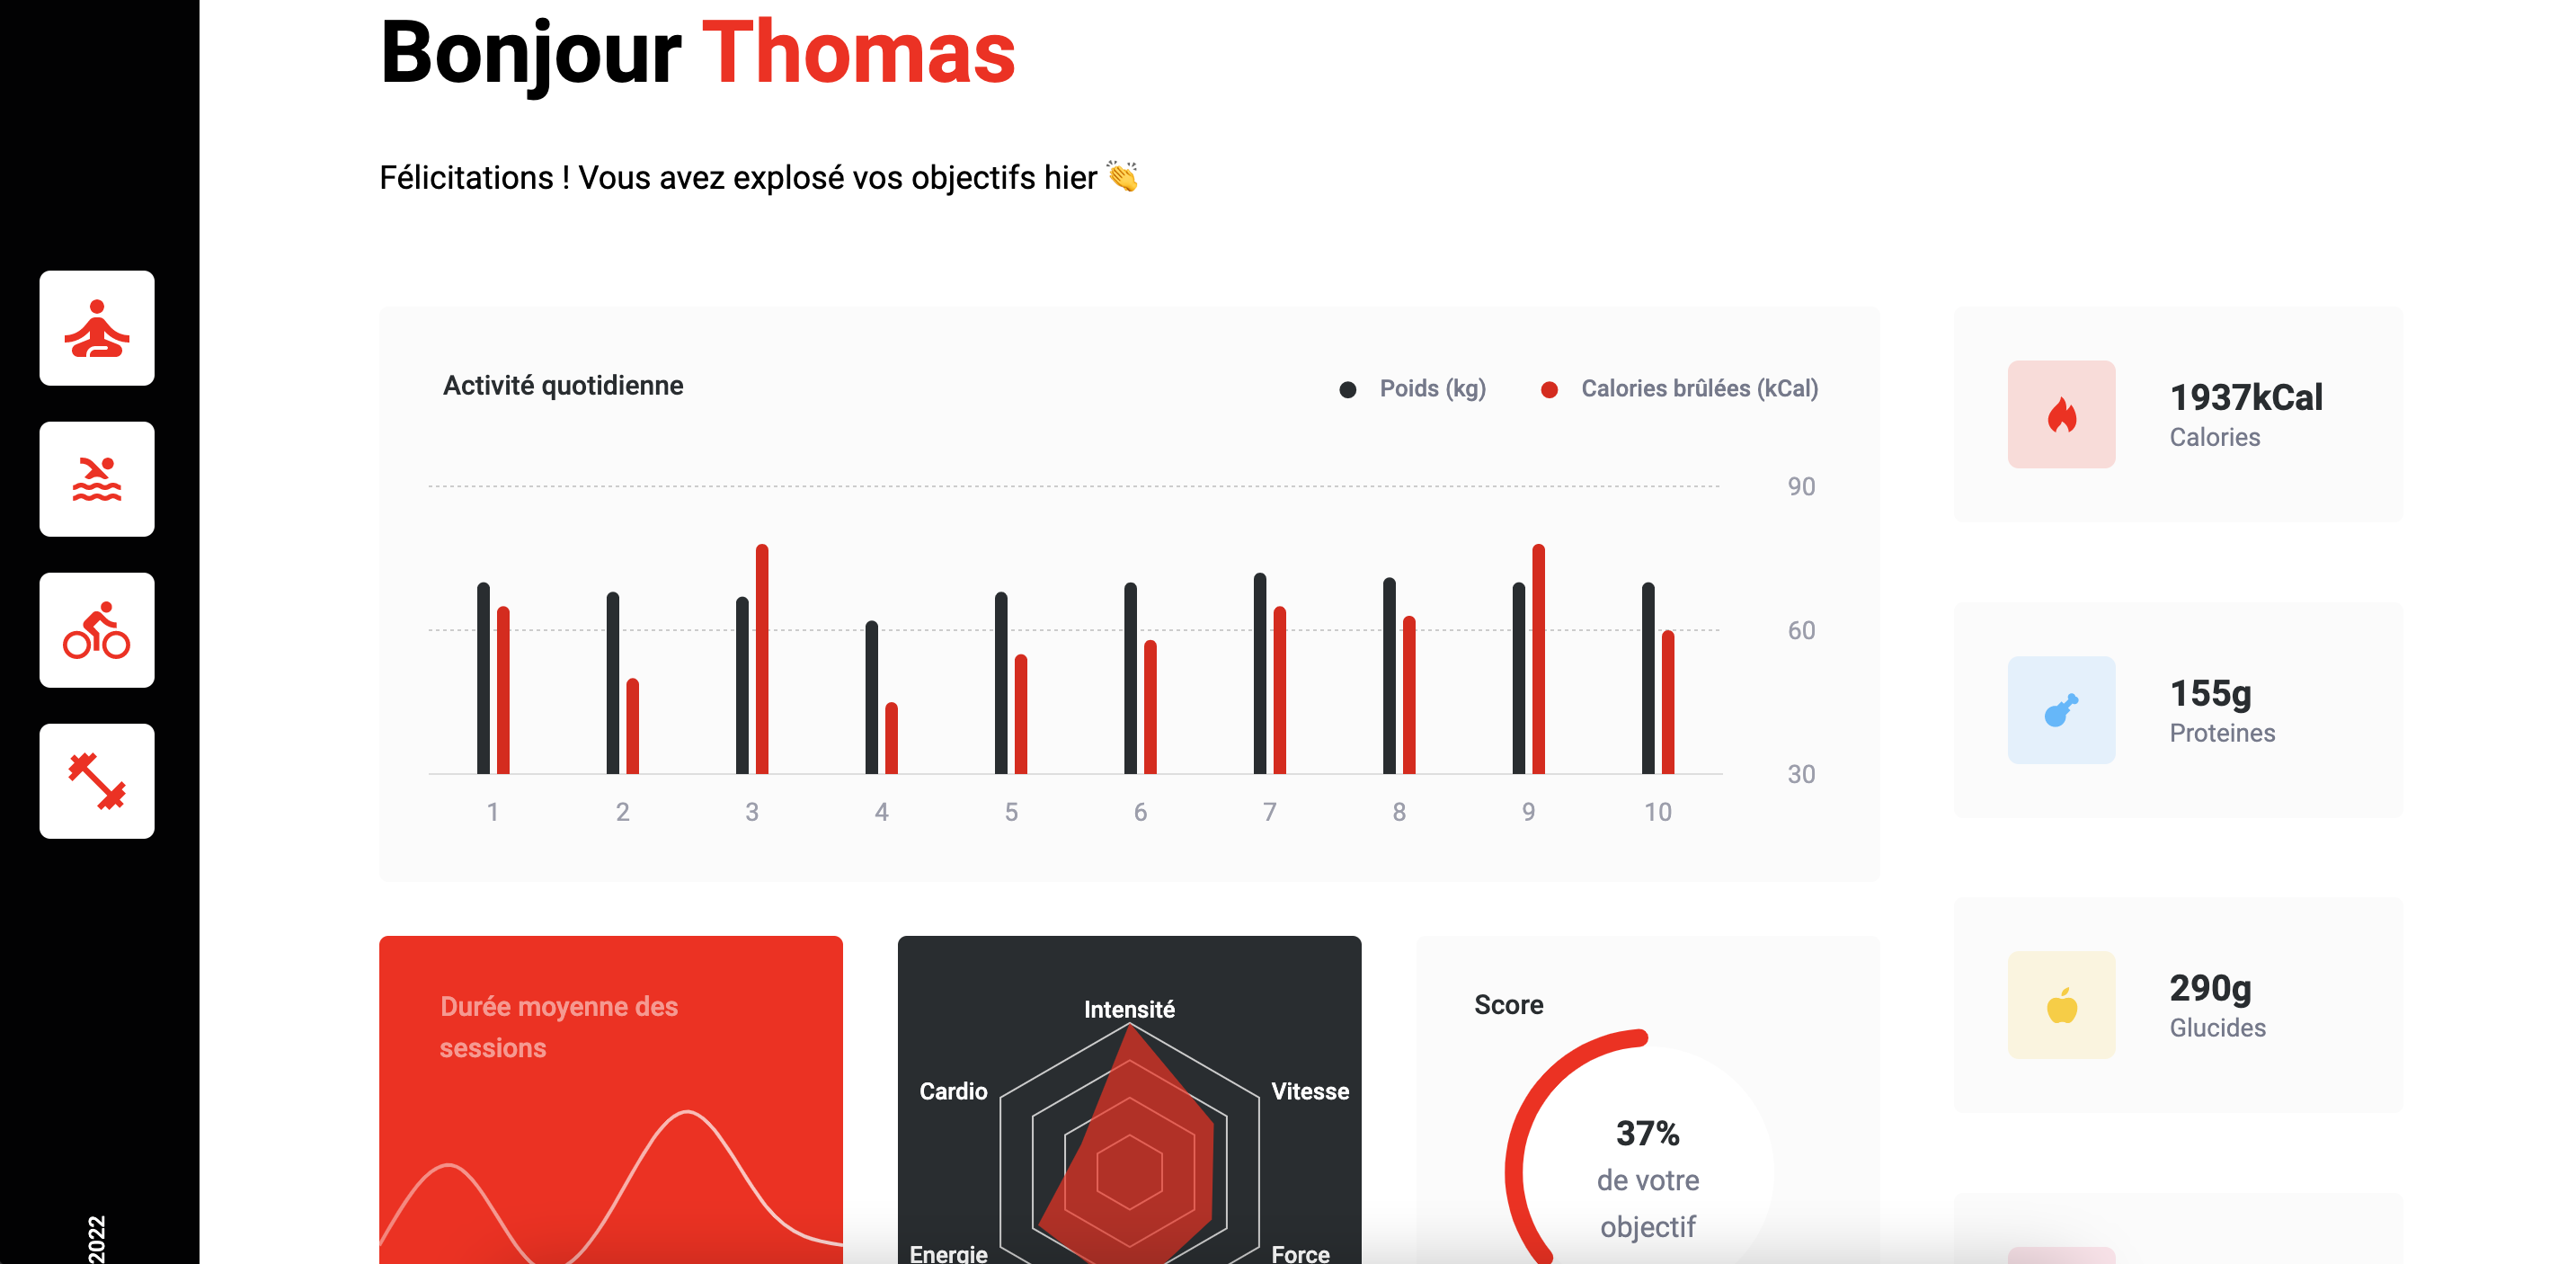 Bonjour Thomas
Félicitations ! Vous avez explosé vos objectifs hier 👏
Activité quotidienne
Poids (kg)
Calories brûlées (kCal)
90
60
30
1 2 3 4 5 6 7 8 9 10
1937kCal
Calories
155g
Proteines
290g
Glucides
Durée moyenne des
sessions
Intensité
Vitesse
Force
Energie
Cardio
Score
37%
de votre
objectif
2022